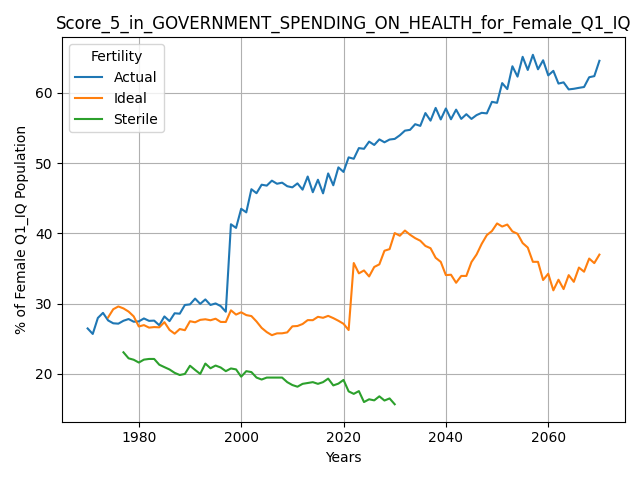 Score_5_in_GOVERNMENT_SPENDING_ON_HEALTH_for_Female_Q1_IQ
Fertility
Actual
Ideal
Sterile
% of Female Q1_IQ Population
60
50
40
30
20
1980 2000 2020 2040 2060
Years